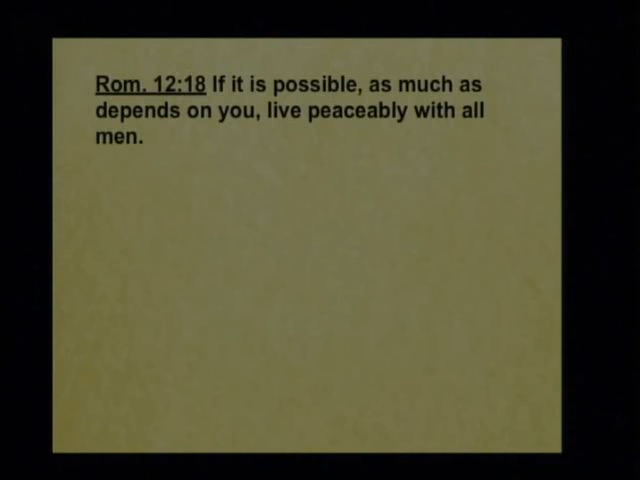 Rom. 12:18 If it is possible, as much as
depends on you, live peaceably with all
men.